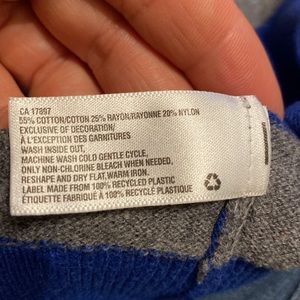 CA 17897
55% COTTON/COTON 25% RAYON/RAYONNE 20% NYLON
EXCLUSIVE OF DECORATION/
À L'EXCEPTION DES GARNITURES
WASH INSIDE OUT,
MACHINE WASH COLD GENTLE CYCLE,
ONLY NON-CHLORINE BLEACH WHEN NEEDED,
RESHAPE AND DRY FLAT, WARM IRON.
LABEL MADE FROM 100% RECYCLED PLASTIC
ÉTIQUETTE FABRIQUÉ À 100% RECYCLÉ PLASTIQUE